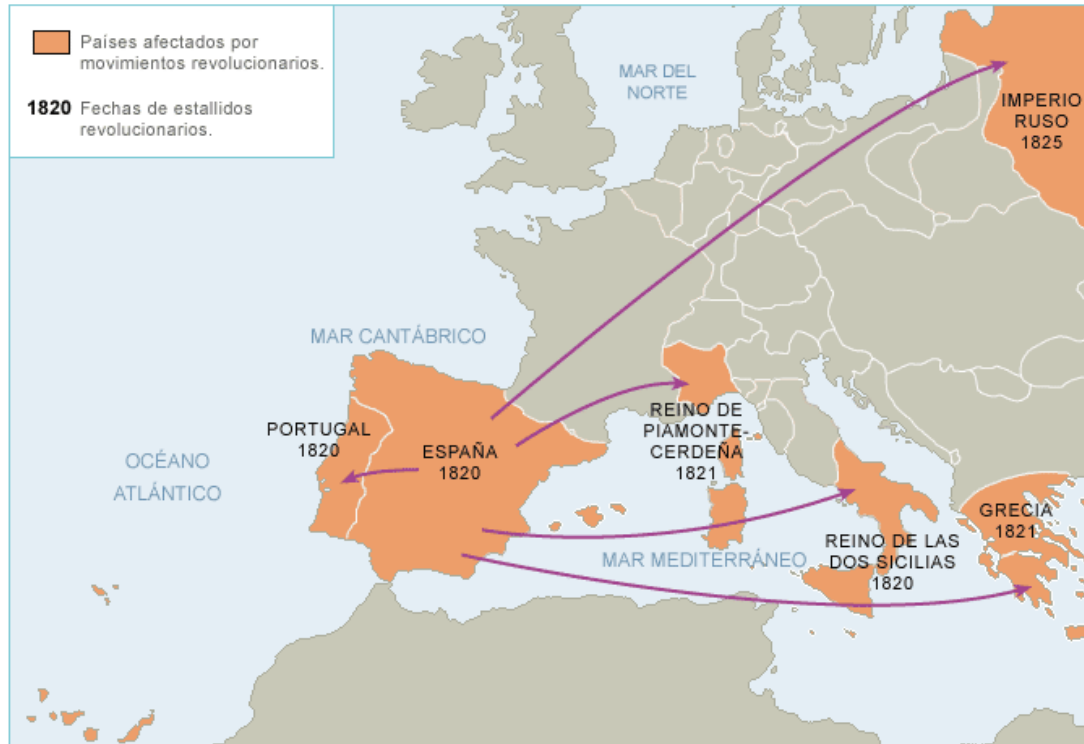 Países afectados por
movimientos revolucionarios.
1820 Fechas de estallidos
revolucionarios.
MAR DEL
NORTE
IMPERIO
RUSO
1825
MAR CANTÁBRICO
PORTUGAL
1820
ESPAÑA
1820
REINO DE
PIAMONTE-
CERDEÑA
1821
OCÉANO
ATLÁNTICO
GRECIA
1821
MAR MEDITERRÁNEO
REINO DE LAS
DOS SICILIAS
1820